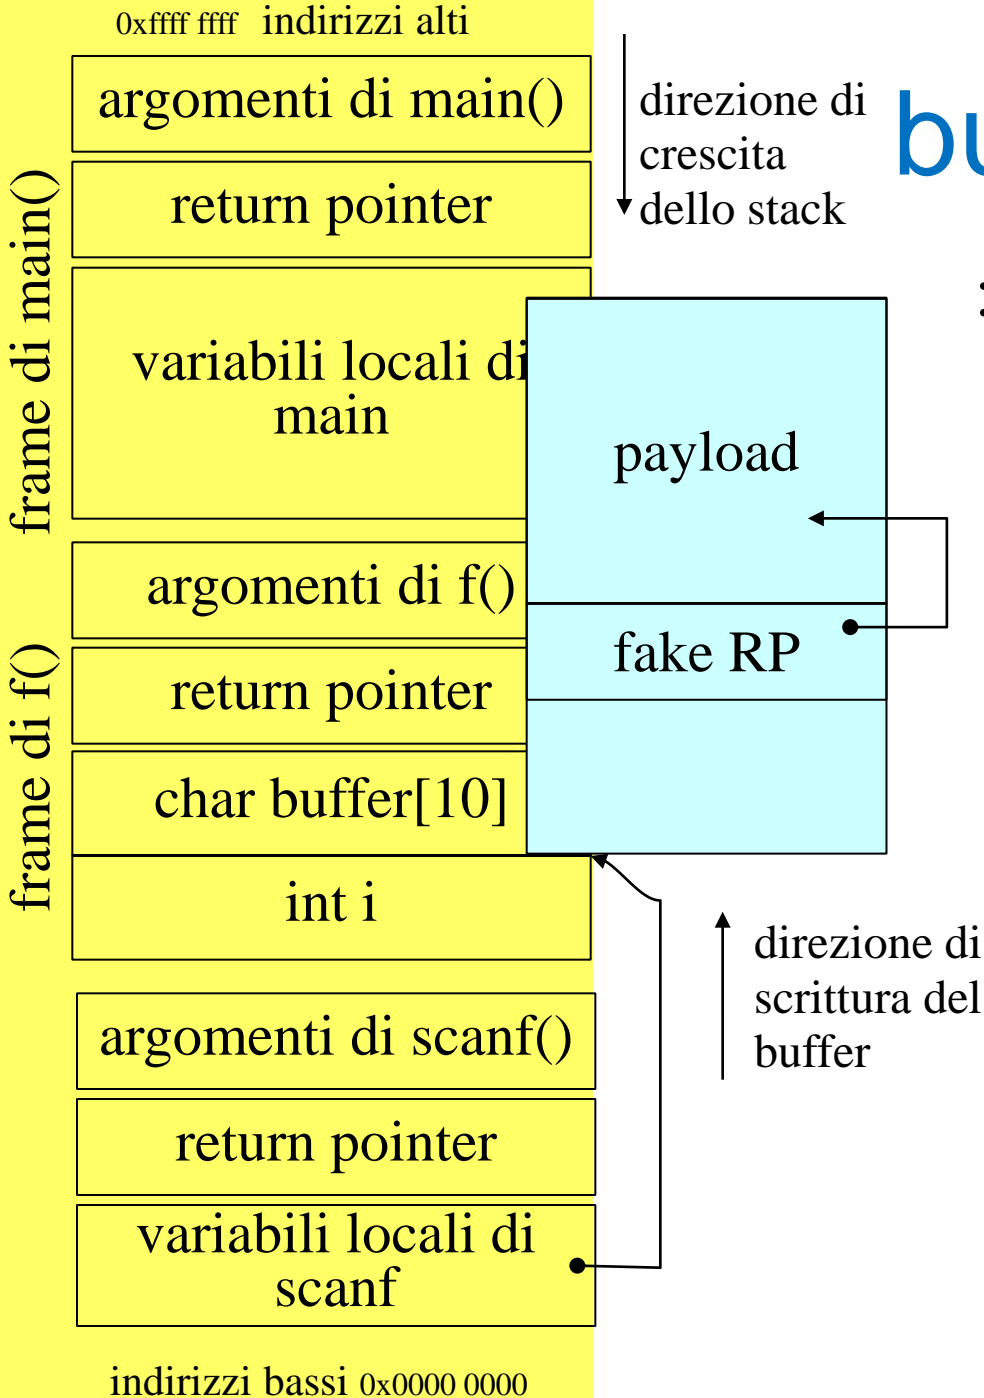 0xffff ffff indirizzi alti
argomenti di main()
direzione di
crescita
dello stack
bu
return pointer
frame di main()
:
variabili locali di
main
payload
argomenti di f()
fake RP
return pointer
frame di f()
char buffer[10]
int i
direzione di
scrittura del
buffer
argomenti di scanf()
return pointer
variabili locali di
scanf
indirizzi bassi 0x0000 0000